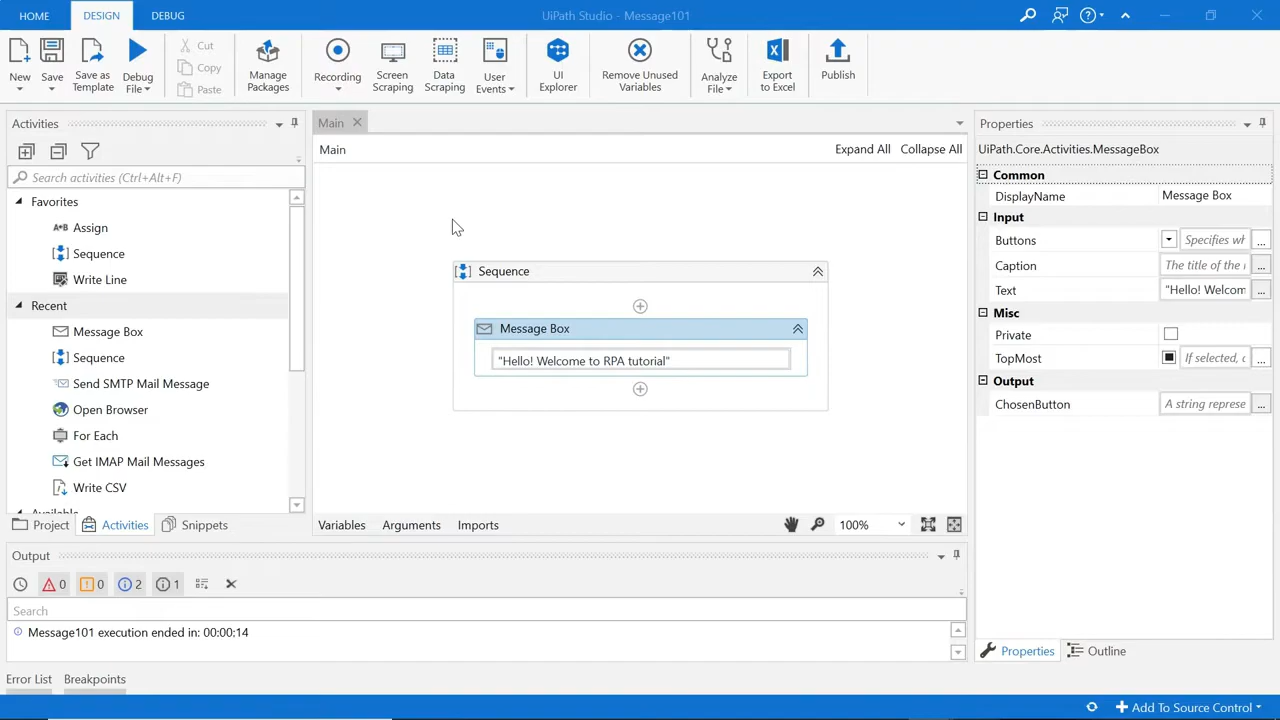 HOME
DESIGN
DEBUG
UiPath Studio - Message101
New
Save
Save as Template
Debug File
Cut
Copy
Paste
Manage Packages
Recording
Screen Scraping
Data Scraping
User Events
UI Explorer
Remove Unused Variables
Analyze File
Export to Excel
Publish
Activities
Search activities (Ctrl+Alt+F)
Favorites
A*B Assign
Sequence
Write Line
Recent
Message Box
Sequence
Send SMTP Mail Message
Open Browser
For Each
Get IMAP Mail Messages
Write CSV
Project
Activities
Snippets
Main
Main
Expand All
Collapse All
Sequence
Message Box
"Hello! Welcome to RPA tutorial"
Variables
Arguments
Imports
100%
Properties
UiPath.Core.Activities.MessageBox
Common
DisplayName
Message Box
Input
Buttons
Specifies wh
...
Caption
The title of the
...
Text
"Hello! Welcom
...
Misc
Private
TopMost
If selected,
...
Output
ChosenButton
A string represe
...
Properties
Outline
Output
0
0
2
1
Search
Message101 execution ended in: 00:00:14
Error List
Breakpoints
Add To Source Control